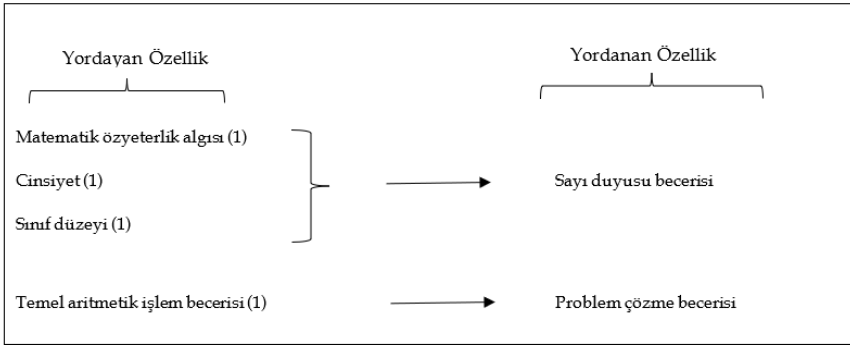 Yordayan Özellik
Yordanan Özellik
Matematik özyeterlik algısı (1)
Cinsiyet (1)
Sayı duyusu becerisi
Sınıf düzeyi (1)
Temel aritmetik işlem becerisi (1)
Problem çözme becerisi